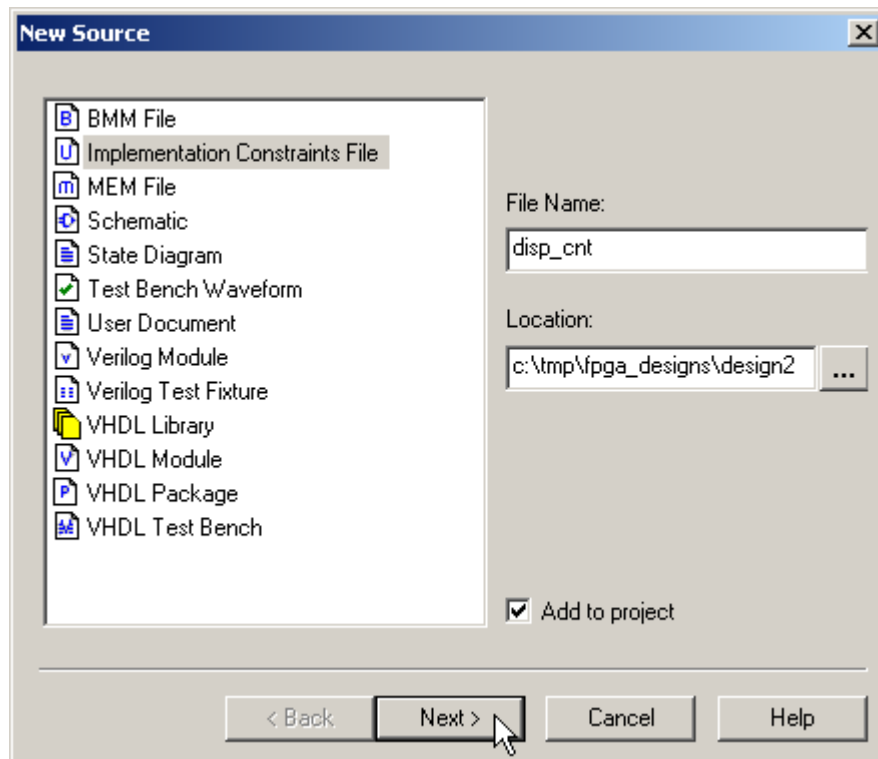 New Source
BMM File
Implementation Constraints File
MEM File
Schematic
State Diagram
Test Bench Waveform
User Document
Verilog Module
Verilog Test Fixture
VHDL Library
VHDL Module
VHDL Package
VHDL Test Bench
File Name:
disp_cnt
Location:
c:\tmp\fpga_designs\design2
...
Add to project
< Back
Next >
Cancel
Help